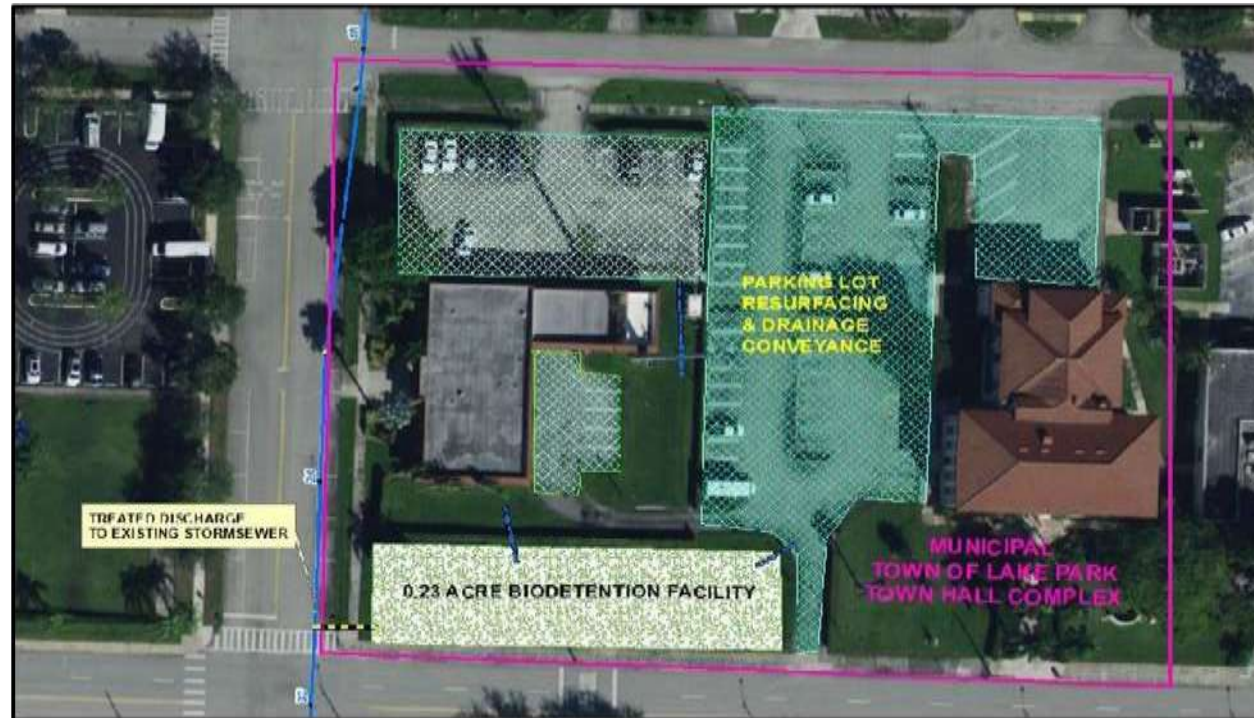 PARKING LOT
RESURFACING
& DRAINAGE
CONVEYANCE
TREATED DISCHARGE
TO EXISTING STORMSEWER
0.23 ACRE BIODETENTION FACILITY
MUNICIPAL
TOWN OF LAKE PARK
TOWN HALL COMPLEX